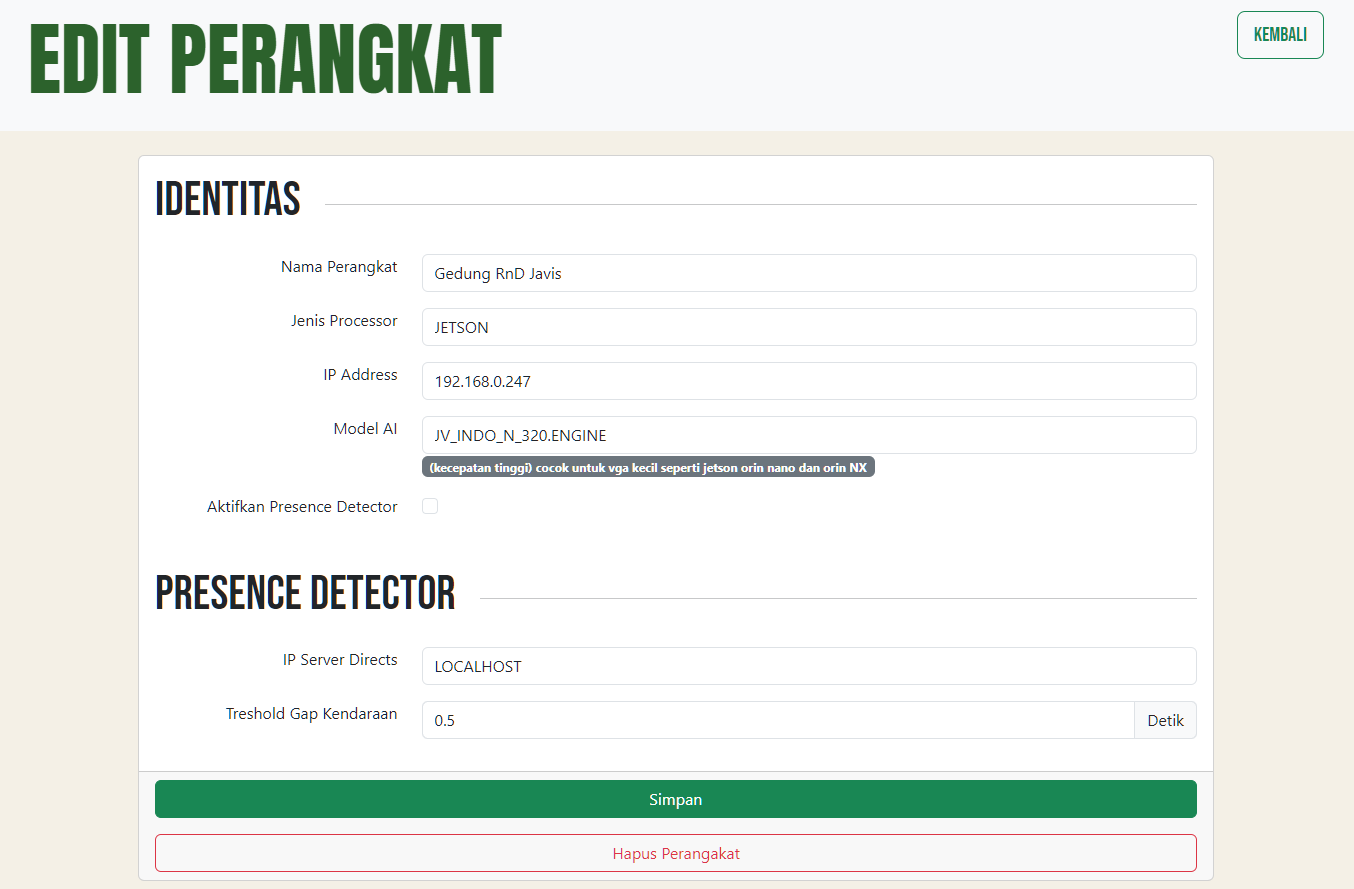 EDIT PERANGKAT
KEMBALI
IDENTITAS
Nama Perangkat
Gedung RnD Javis
Jenis Processor
JETSON
IP Address
192.168.0.247
Model AI
JV_INDO_N_320.ENGINE
(kecepatan tinggi) cocok untuk vga kecil seperti jetson orin nano dan orin NX
Aktifkan Presence Detector
PRESENCE DETECTOR
IP Server Directs
LOCALHOST
Treshold Gap Kendaraan
0.5
Detik
Simpan
Hapus Perangakat